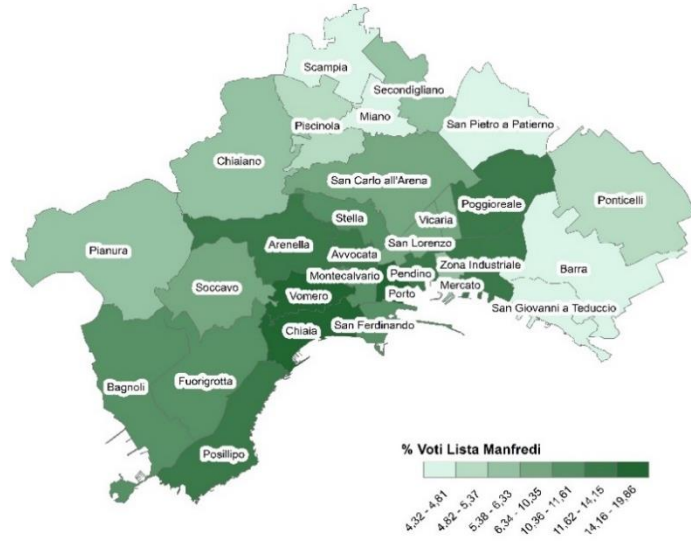 Scampia
Secondigliano
Miano
Piscinola
San Pietro a Patierno
Chiaiano
San Carlo all'Arena
Poggioreale
Ponticelli
Stella
Vicaria
Pianura
Arenella
San Lorenzo
Avvocata
Soccavo
Montecalvario
Pendino
Zona Industriale
Barra
Vomero
Porto
Mercato
San Giovanni a Teduccio
Chiaia
San Ferdinando
Bagnoli
Fuorigrotta
Posillipo
% Voti Lista Manfredi
4,32 - 4,81
4,82 - 5,37
5,38 - 6,33
6,34 - 10,35
10,36 - 11,61
11,62 - 14,15
14,16 - 19,86